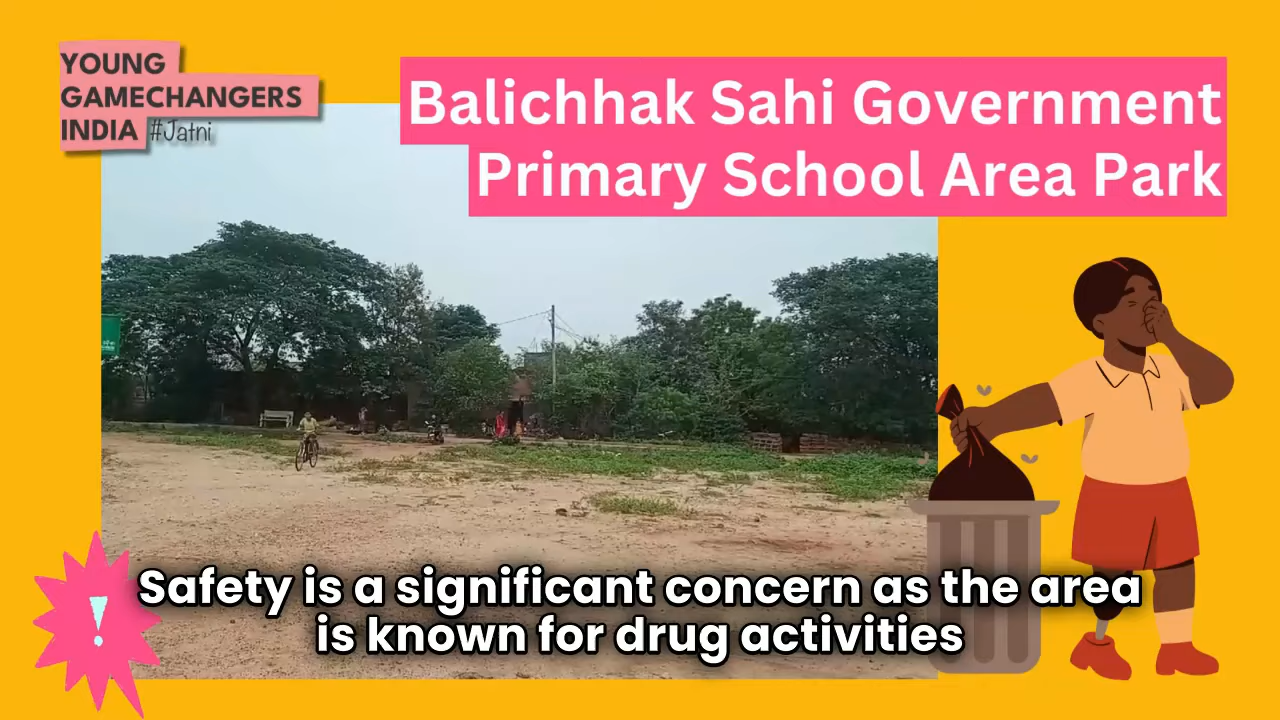 YOUNG
GAMECHANGERS
INDIA #Jatni
Balichhak Sahi Government
Primary School Area Park
!
Safety is a significant concern as the area
is known for drug activities